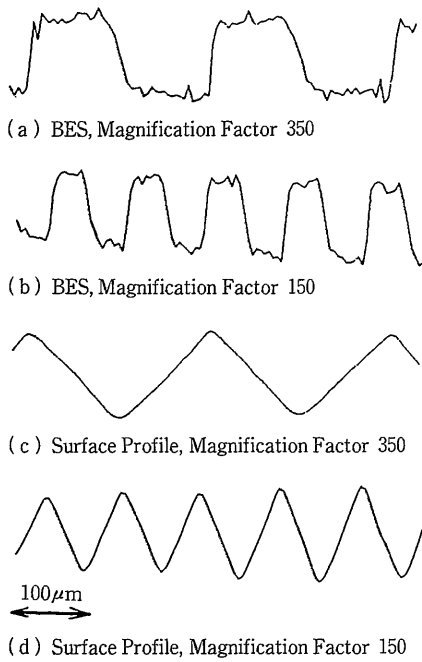 (a) BES, Magnification Factor 350
(b) BES, Magnification Factor 150
(c) Surface Profile, Magnification Factor 350
100μm
(d) Surface Profile, Magnification Factor 150